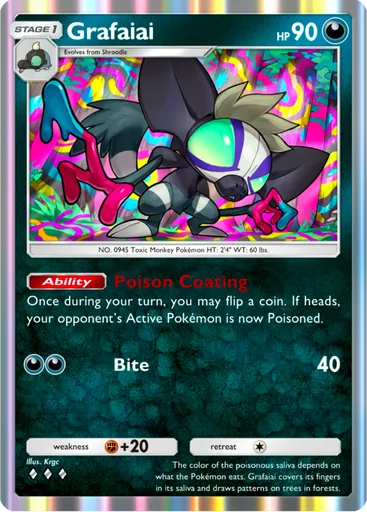 STAGE 1
Grafaiai
HP 90
Evolves from Shroodle
NO. 0945 Toxic Monkey Pokémon HT: 2'4" WT: 60 lbs.
Ability Poison Coating
Once during your turn, you may flip a coin. If heads,
your opponent's Active Pokémon is now Poisoned.
Bite 40
weakness +20 retreat
Illus. Krgc
The color of the poisonous saliva depends on
what the Pokémon eats. Grafaiai covers its fingers
in its saliva and draws patterns on trees in forests.